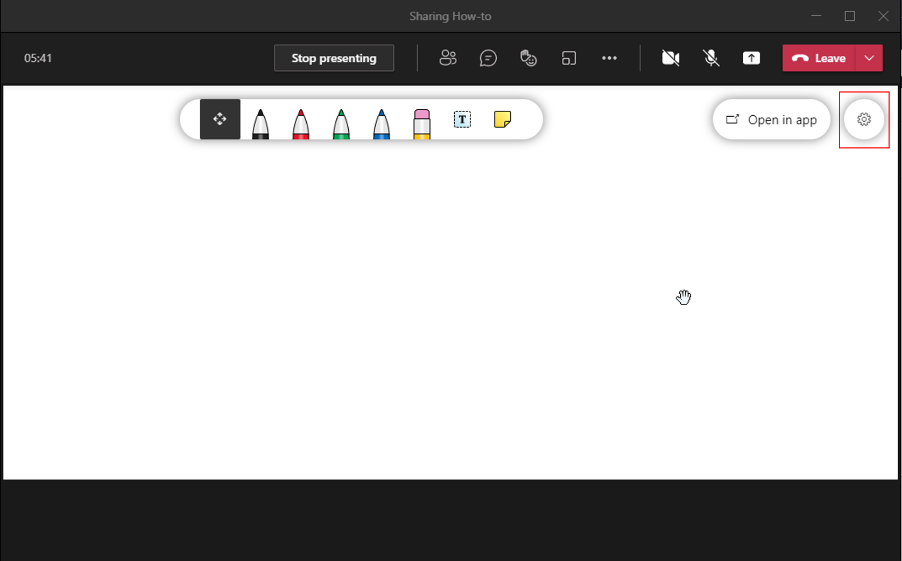 Sharing How-to
05:41
Stop presenting
Leave
T
Open in app